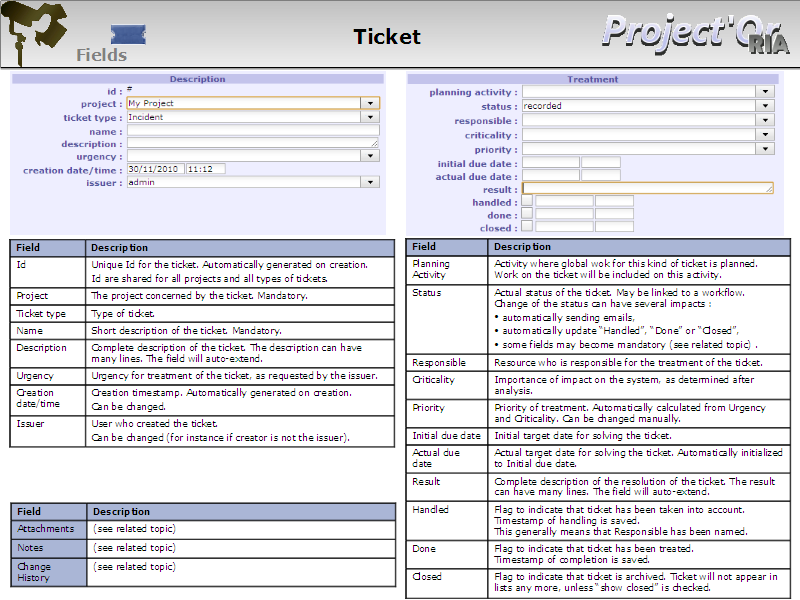 Ticket
Fields
Project'Or
RIA
Description
id : #
project : My Project
ticket type : Incident
name :
description :
urgency :
creation date/time : 30/11/2010 11:12
issuer : admin
Treatment
planning activity :
status : recorded
responsible :
criticality :
priority :
initial due date :
actual due date :
result :
handled :
done :
closed :
Field Description
Id Unique Id for the ticket. Automatically generated on creation.
Id are shared for all projects and all types of tickets.
Project The project concerned by the ticket. Mandatory.
Ticket type Type of ticket.
Name Short description of the ticket. Mandatory.
Description Complete description of the ticket. The description can have
many lines. The field will auto-extend.
Urgency Urgency for treatment of the ticket, as requested by the issuer.
Creation Creation timestamp. Automatically generated on creation.
date/time Can be changed.
Issuer User who created the ticket.
Can be changed (for instance if creator is not the issuer).
Field Description
Attachments (see related topic)
Notes (see related topic)
Change (see related topic)
History
Field Description
Planning Activity where global wok for this kind of ticket is planned.
Activity Work on the ticket will be included on this activity.
Status Actual status of the ticket. May be linked to a workflow.
Change of the status can have several impacts :
• automatically sending emails,
• automatically update “Handled”, “Done” or “Closed”,
• some fields may become mandatory (see related topic) .
Responsible Resource who is responsible for the treatment of the ticket.
Criticality Importance of impact on the system, as determined after
analysis.
Priority Priority of treatment. Automatically calculated from Urgency
and Criticality. Can be changed manually.
Initial due date Initial target date for solving the ticket.
Actual due Actual target date for solving the ticket. Automatically initialized
date to Initial due date.
Result Complete description of the resolution of the ticket. The result
can have many lines. The field will auto-extend.
Handled Flag to indicate that ticket has been taken into account.
Timestamp of handling is saved.
This generally means that Responsible has been named.
Done Flag to indicate that ticket has been treated.
Timestamp of completion is saved.
Closed Flag to indicate that ticket is archived. Ticket will not appear in
lists any more, unless “show closed” is checked.